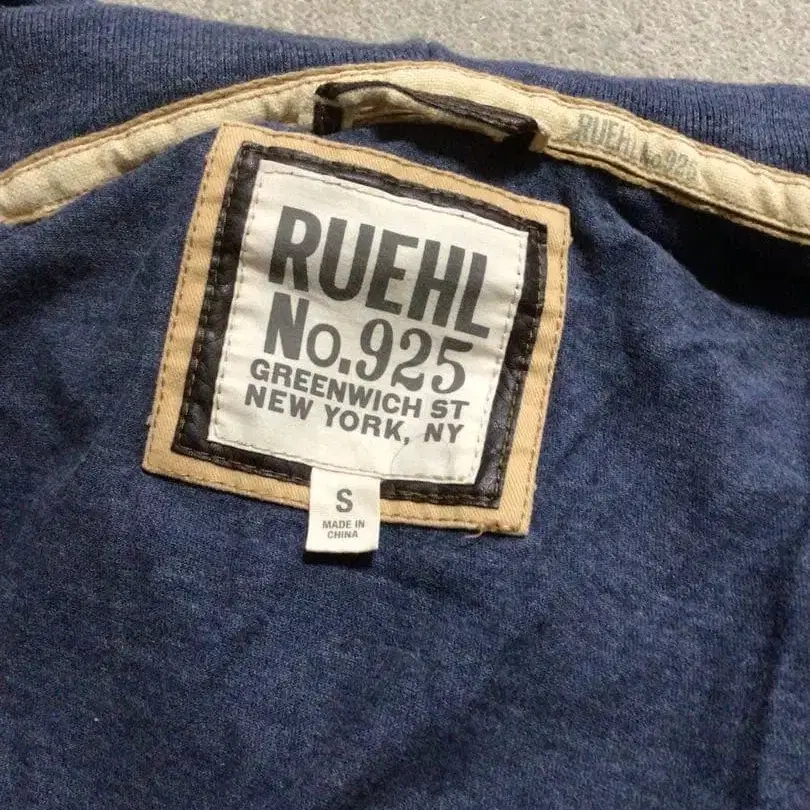 RUEHL No.925
RUEHL
No.925
GREENWICH ST
NEW YORK, NY
S
MADE IN
CHINA